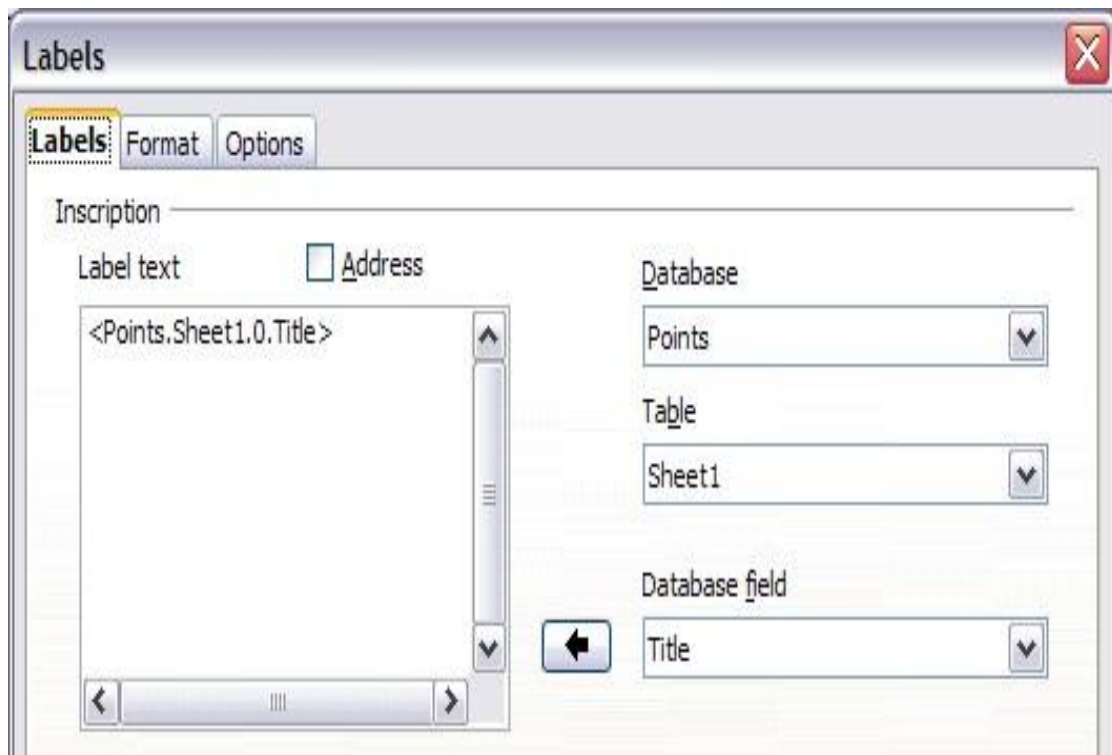 Labels
Labels Format Options
Inscription
Label text Address
<Points.Sheet1.0.Title>
Database
Points
Table
Sheet1
Database field
Title